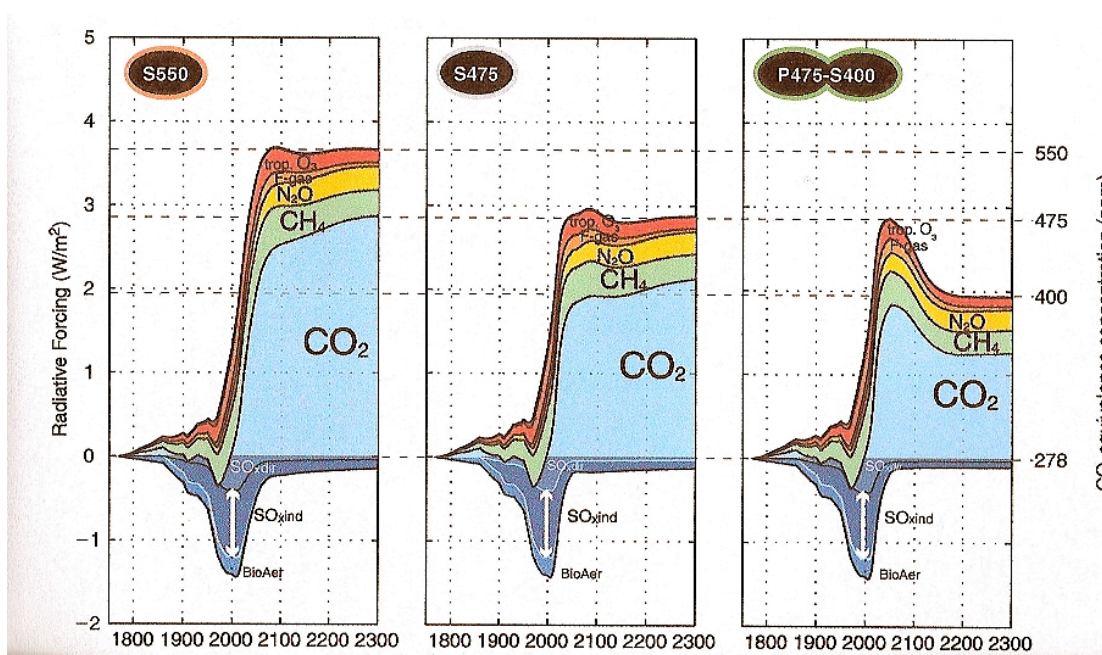 S550
S475
P475-S400
5
4
3
2
1
0
−1
−2
Radiative Forcing (W/m²)
trop. O₃
F-gas
N₂O
CH₄
CO₂
SOxdir
SOxind
BioAer
1800 1900 2000 2100 2200 2300
trop. O₃
F-gas
N₂O
CH₄
CO₂
SOxdir
SOxind
BioAer
1800 1900 2000 2100 2200 2300
trop. O₃
F-gas
N₂O
CH₄
CO₂
SOxdir
SOxind
BioAer
1800 1900 2000 2100 2200 2300
550
475
400
278